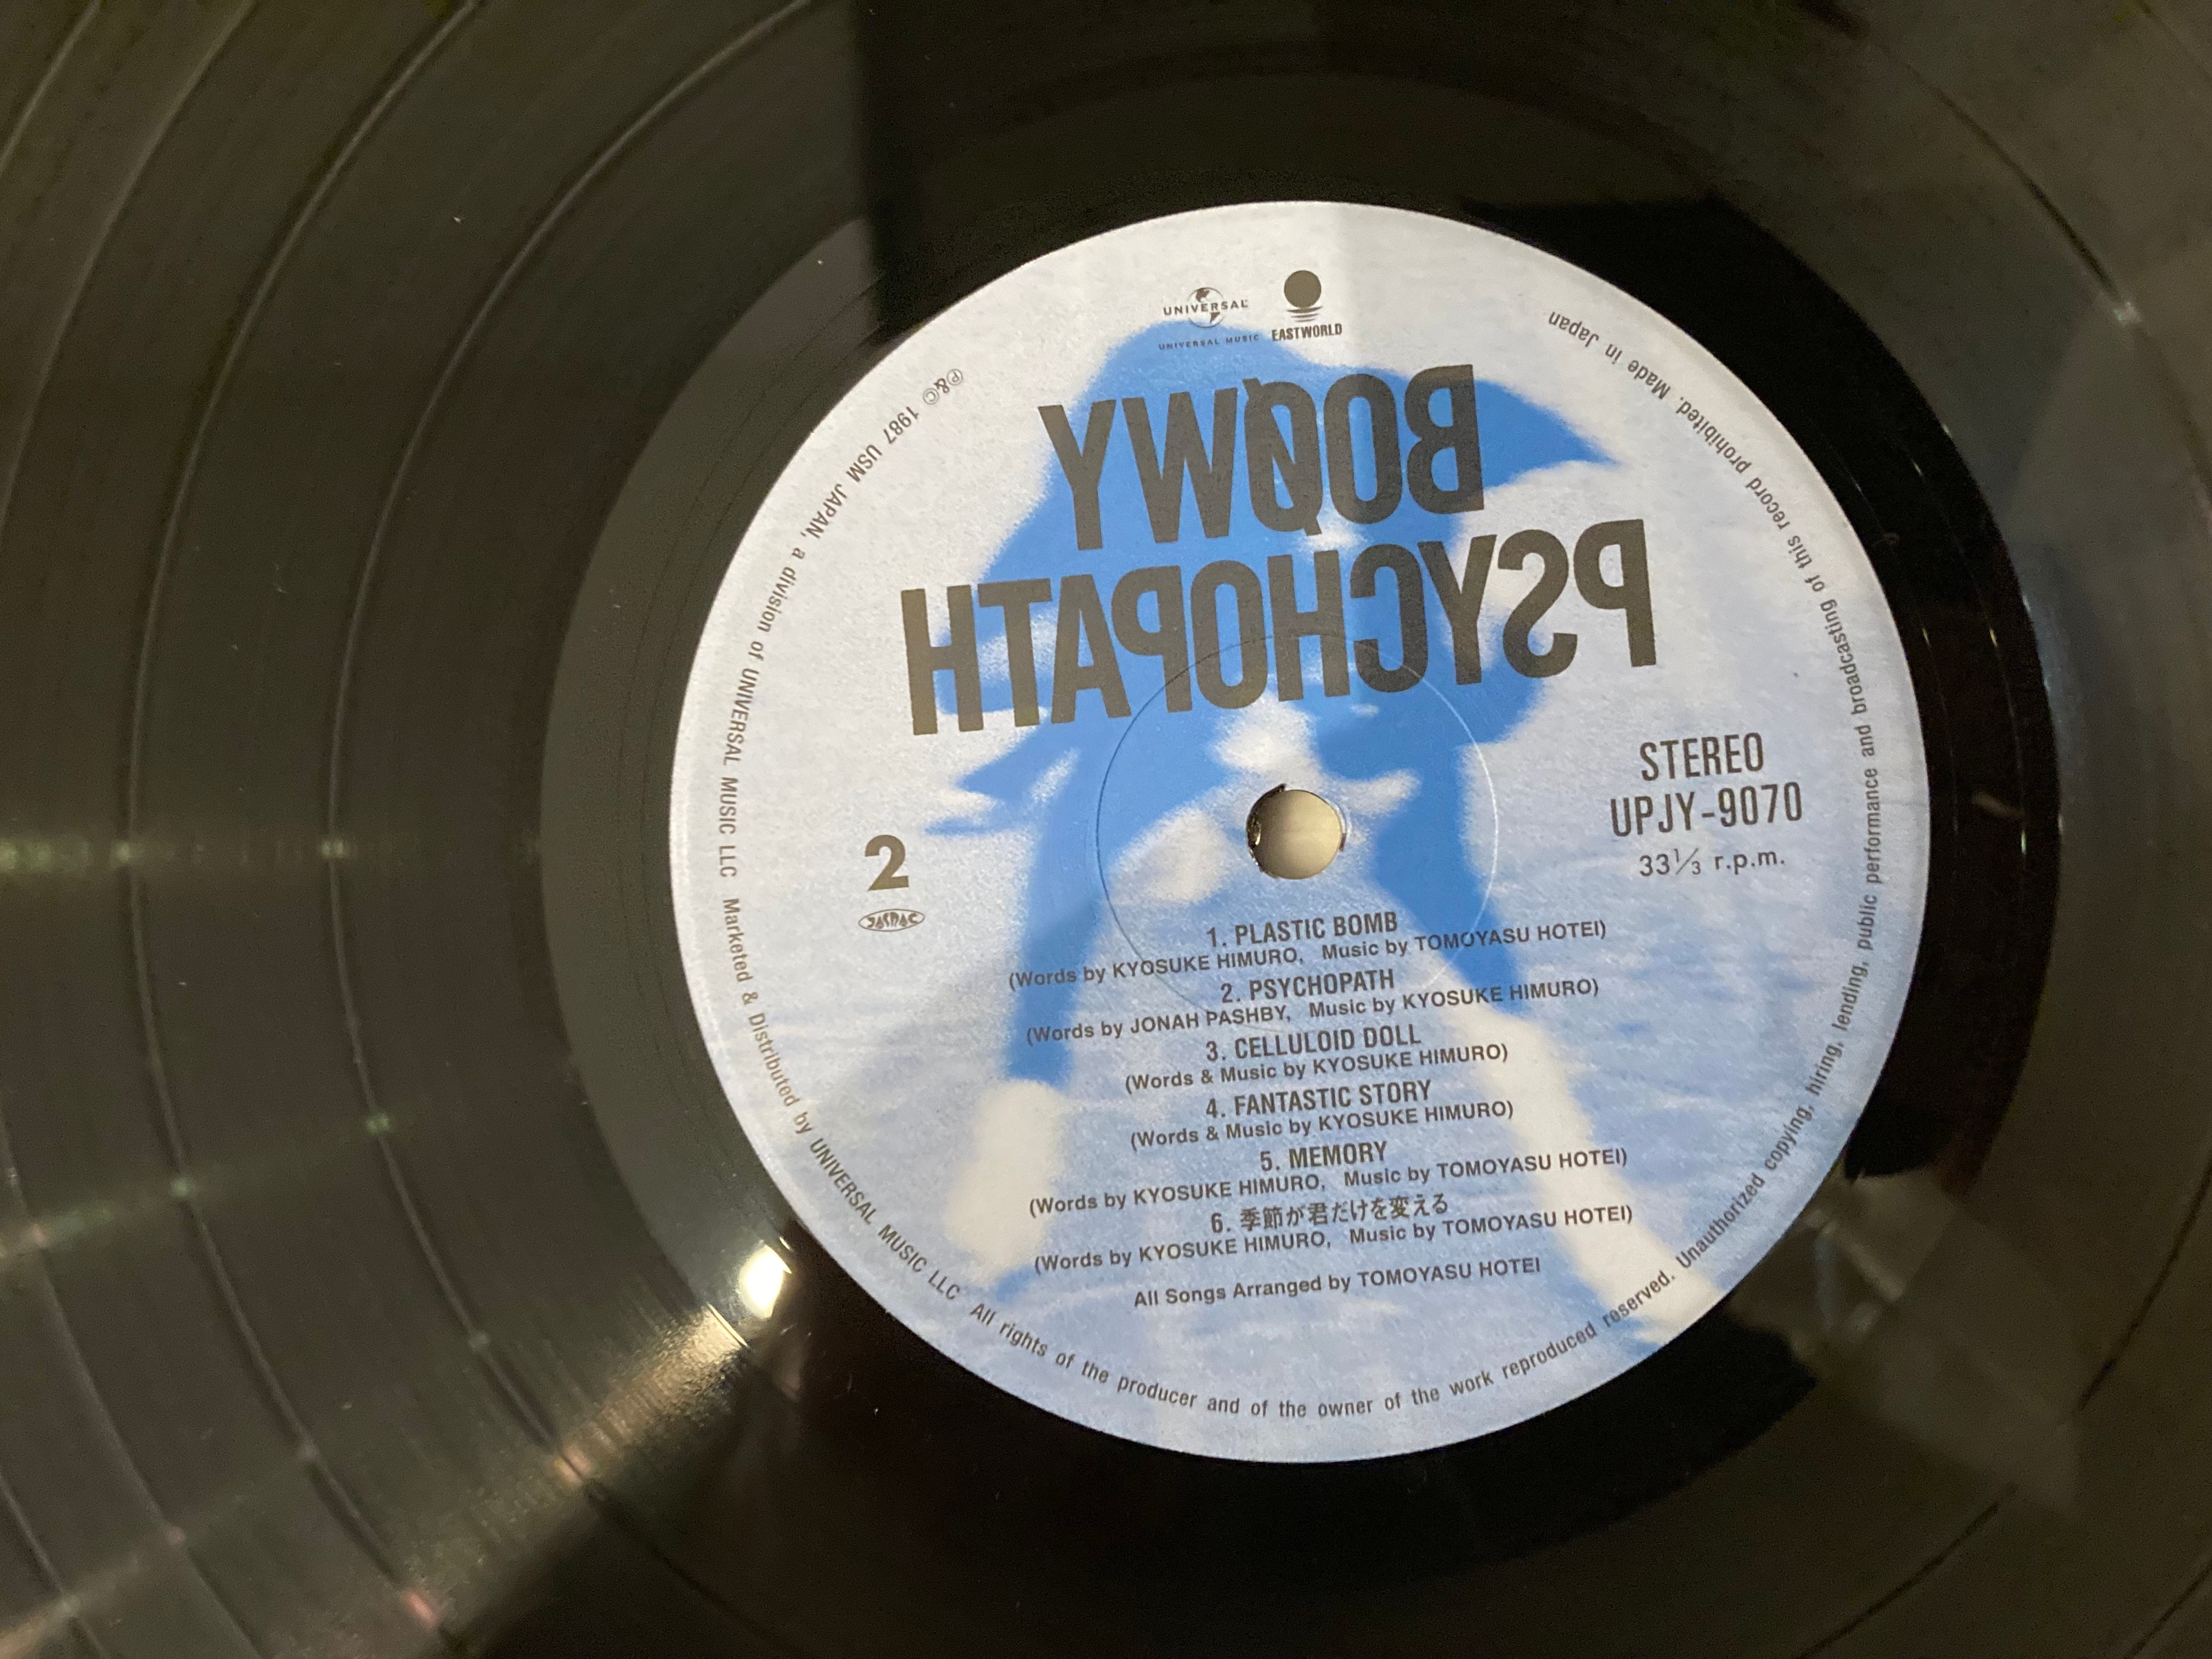 UNIVERSAL
UNIVERSAL MUSIC
EASTWORLD
BOØWY
PSYCHOPATH
STEREO
UPJY-9070
33⅓ r.p.m.
2
JASRAC
1. PLASTIC BOMB
(Words by KYOSUKE HIMURO, Music by TOMOYASU HOTEI)
2. PSYCHOPATH
(Words by JONAH PASHBY, Music by KYOSUKE HIMURO)
3. CELLULOID DOLL
(Words & Music by KYOSUKE HIMURO)
4. FANTASTIC STORY
(Words & Music by KYOSUKE HIMURO)
5. MEMORY
(Words by KYOSUKE HIMURO, Music by TOMOYASU HOTEI)
6. 季節が君だけを変える
(Words by KYOSUKE HIMURO, Music by TOMOYASU HOTEI)
All Songs Arranged by TOMOYASU HOTEI
℗&© 1987 USM JAPAN, a division of UNIVERSAL MUSIC LLC Marketed & Distributed by UNIVERSAL MUSIC LLC All rights of the producer and of the owner of the work reproduced reserved. Unauthorized copying, hiring, lending, public performance and brodcasting of this record prohibited. Made in Japan